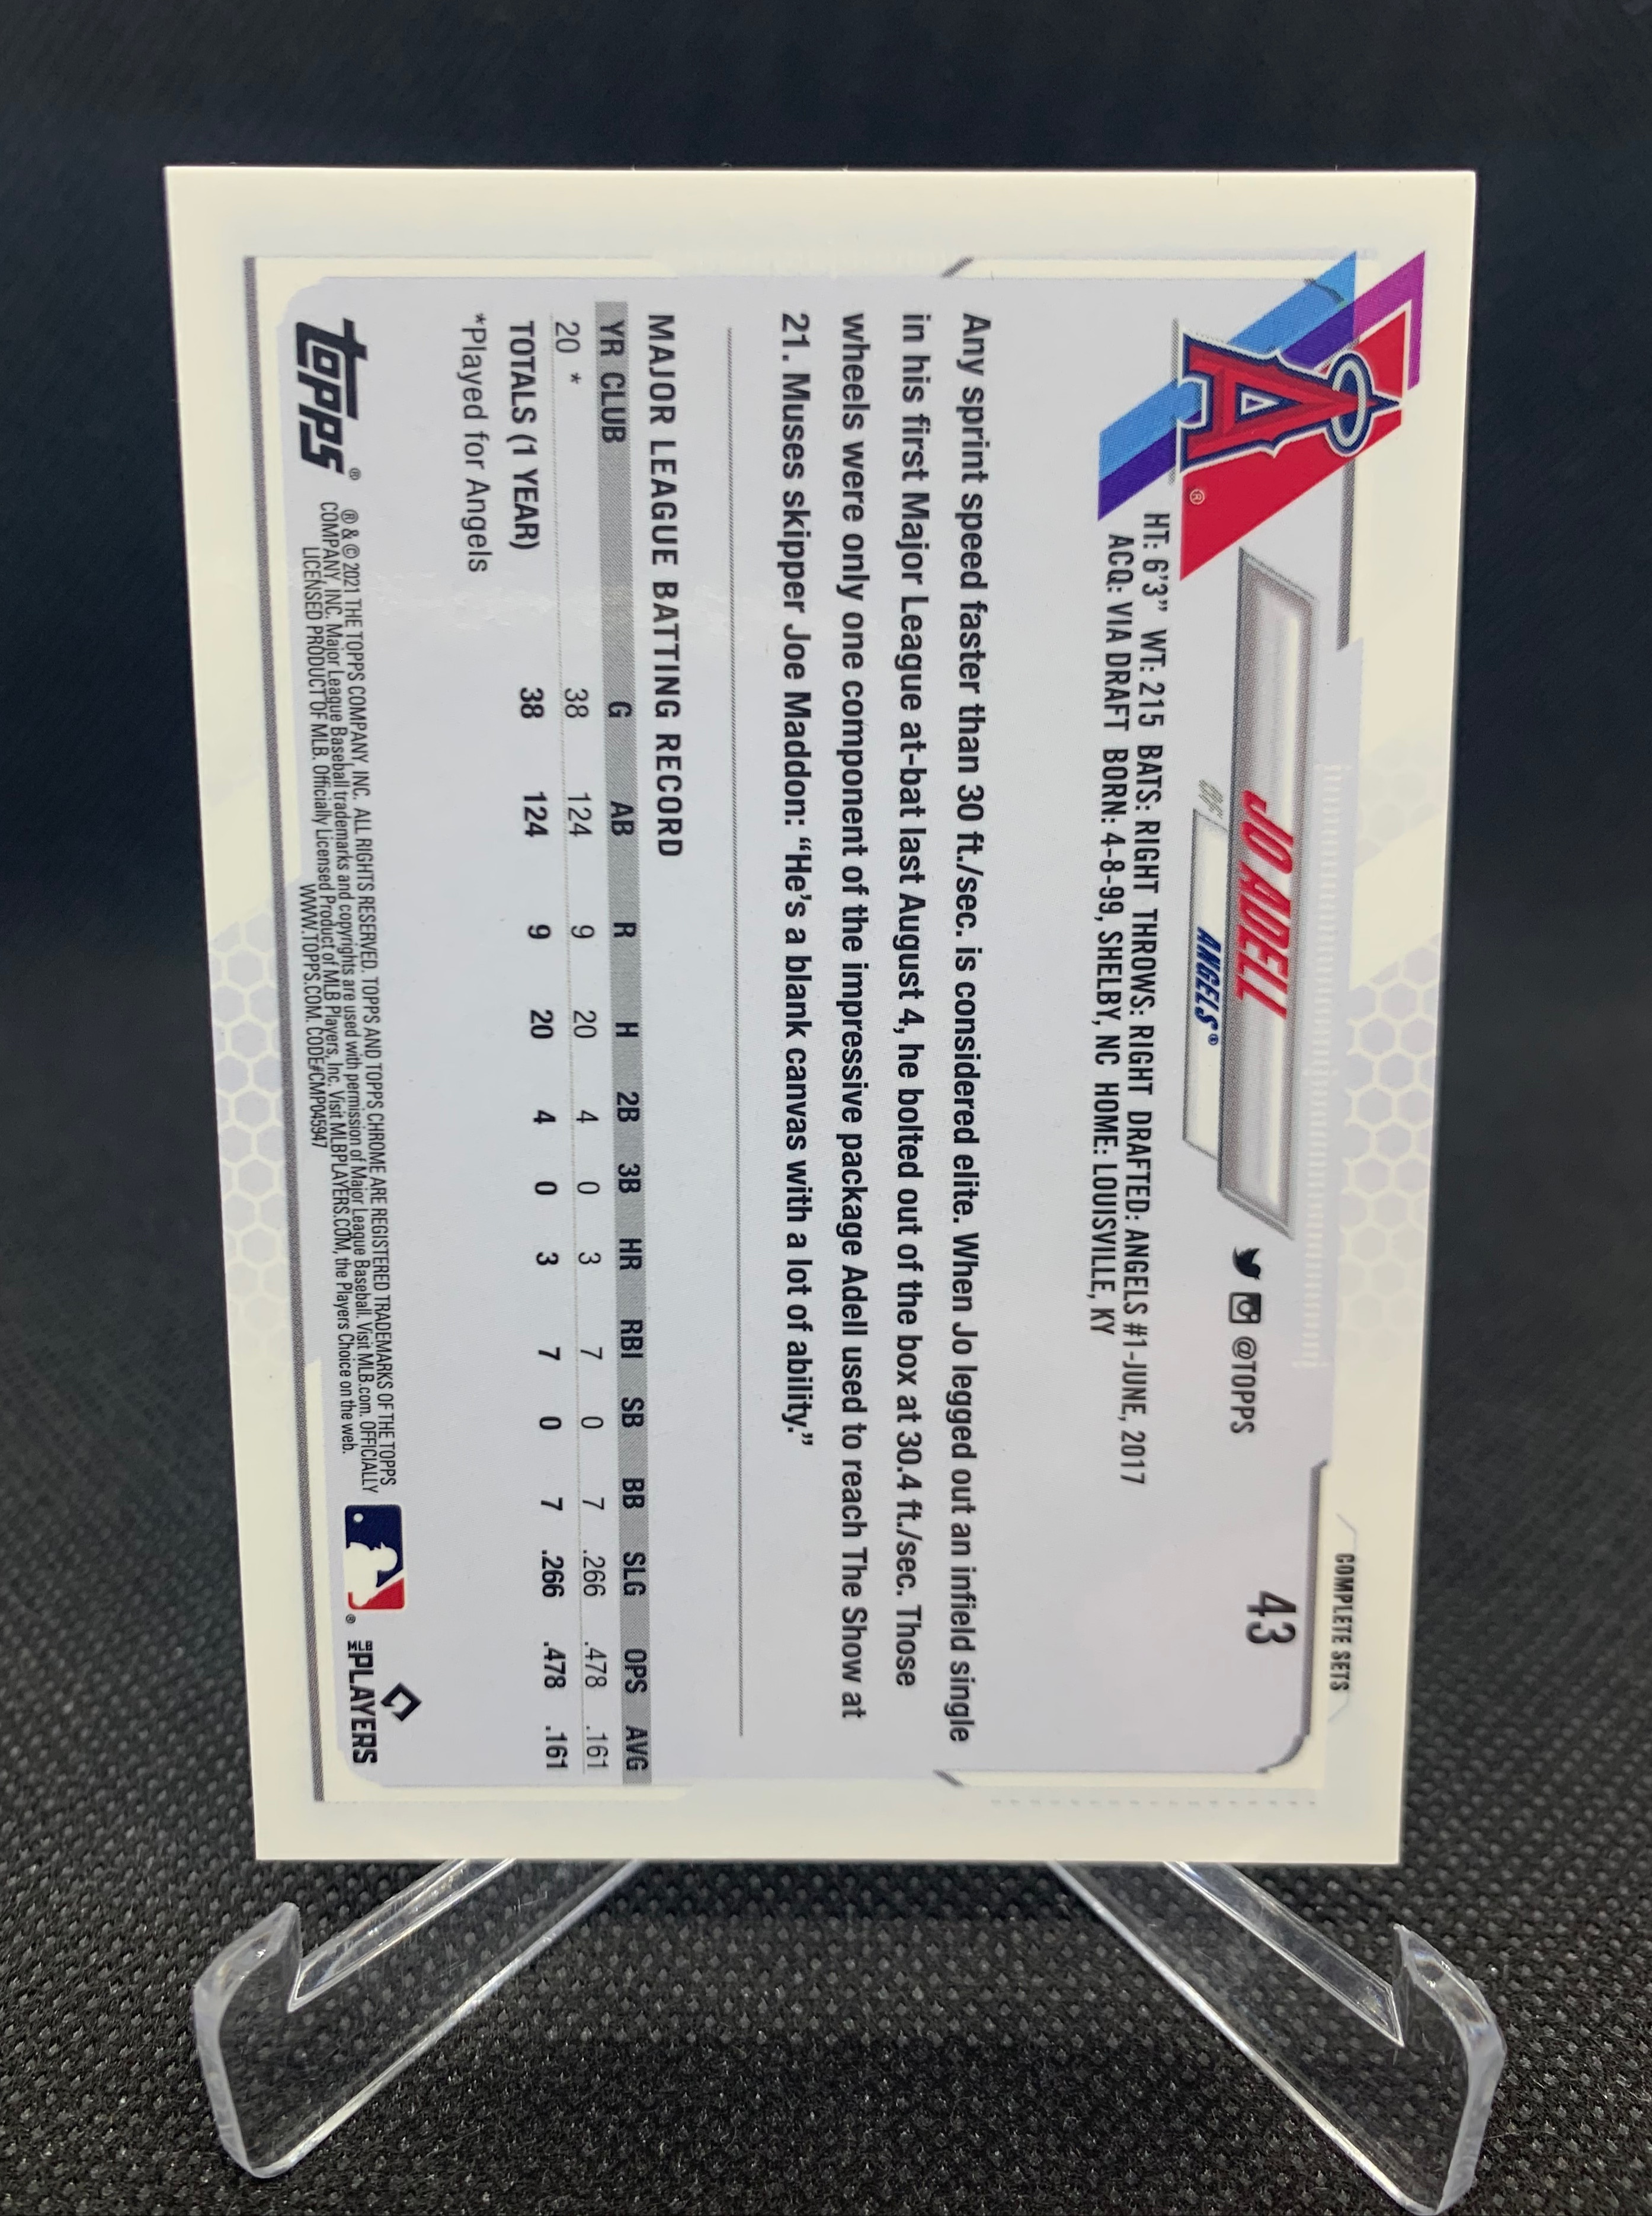 COMPLETE SETS
43
JO ADELL
@TOPPS
OF
ANGELS®
HT: 6'3" WT: 215 BATS: RIGHT THROWS: RIGHT DRAFTED: ANGELS #1-JUNE, 2017
ACQ: VIA DRAFT BORN: 4-8-99, SHELBY, NC HOME: LOUISVILLE, KY
A
®
Any sprint speed faster than 30 ft./sec. is considered elite. When Jo legged out an infield single
in his first Major League at-bat last August 4, he bolted out of the box at 30.4 ft./sec. Those
wheels were only one component of the impressive package Adell used to reach The Show at
21. Muses skipper Joe Maddon: “He’s a blank canvas with a lot of ability.”
MAJOR LEAGUE BATTING RECORD
YR CLUB G AB R H 2B 3B HR RBI SB BB SLG OPS AVG
20 * 38 124 9 20 4 0 3 7 0 7 .266 .478 .161
TOTALS (1 YEAR) 38 124 9 20 4 0 3 7 0 7 .266 .478 .161
*Played for Angels
topps®
® & © 2021 THE TOPPS COMPANY, INC. ALL RIGHTS RESERVED. TOPPS AND TOPPS CHROME ARE REGISTERED TRADEMARKS OF THE TOPPS
COMPANY, INC. Major League Baseball trademarks and copyrights are used with permission of Major League Baseball. Visit MLB.com. OFFICIALLY
LICENSED PRODUCT OF MLB. Officially Licensed Product of MLB Players, Inc. Visit MLBPLAYERS.COM, the Players Choice on the web.
WWW.TOPPS.COM. CODE#CMP045947
®
MLB PLAYERS